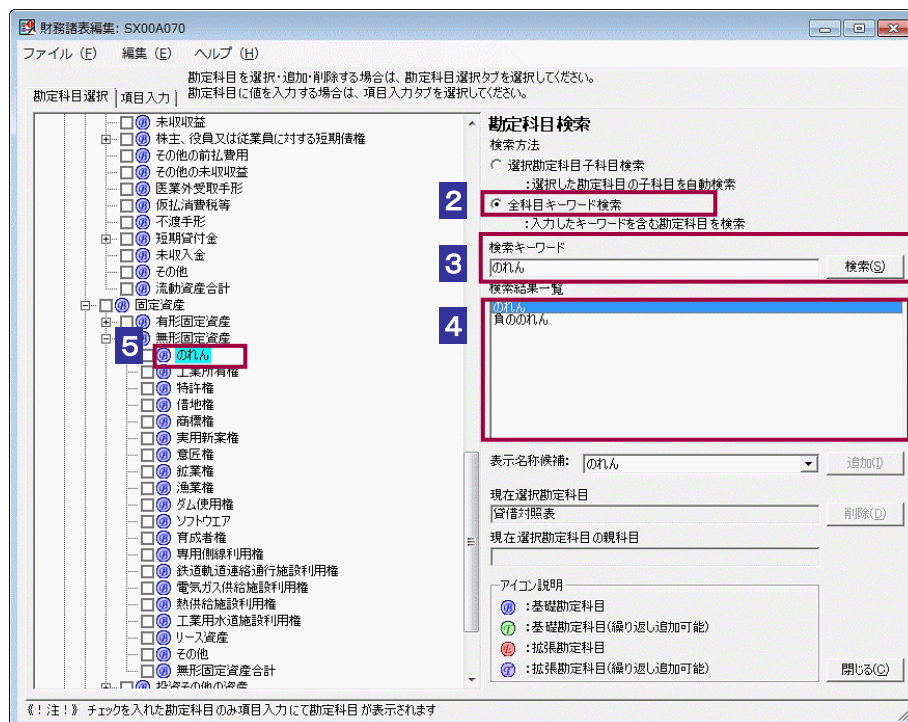 財務諸表編集: SX00A070
ファイル (F) 編集 (E) ヘルプ (H)
勘定科目を選択・追加・削除する場合は、勘定科目選択タブを選択してください。
勘定科目に値を入力する場合は、項目入力タブを選択してください。
勘定科目選択 項目入力
未収収益
株主、役員又は従業員に対する短期債権
その他の前払費用
その他の未収収益
医業外受取手形
仮払消費税等
不渡手形
短期貸付金
未収入金
その他
流動資産合計
固定資産
有形固定資産
無形固定資産
5
のれん
工業所有権
特許権
借地権
商標権
実用新案権
意匠権
鉱業権
漁業権
ダム使用権
ソフトウエア
育成者権
専用側線利用権
鉄道軌道連絡通行施設利用権
電気ガス供給施設利用権
熱供給施設利用権
工業用水道施設利用権
リース資産
その他
無形固定資産合計
投資その他の資産
勘定科目検索
検索方法
選択勘定科目子科目検索
:選択した勘定科目の子科目を自動検索
2
全科目キーワード検索
:入力したキーワードを含む勘定科目を検索
3
検索キーワード
のれん 検索(S)
検索結果一覧
4
のれん
負ののれん
表示名称候補: のれん 追加(I)
現在選択勘定科目
貸借対照表 削除(D)
現在選択勘定科目の親科目
アイコン説明
B :基礎勘定科目
T :基礎勘定科目(繰り返し追加可能)
E :拡張勘定科目
T :拡張勘定科目(繰り返し追加可能)
閉じる(C)
《!注!》 チェックを入れた勘定科目のみ項目入力にて勘定科目が表示されます